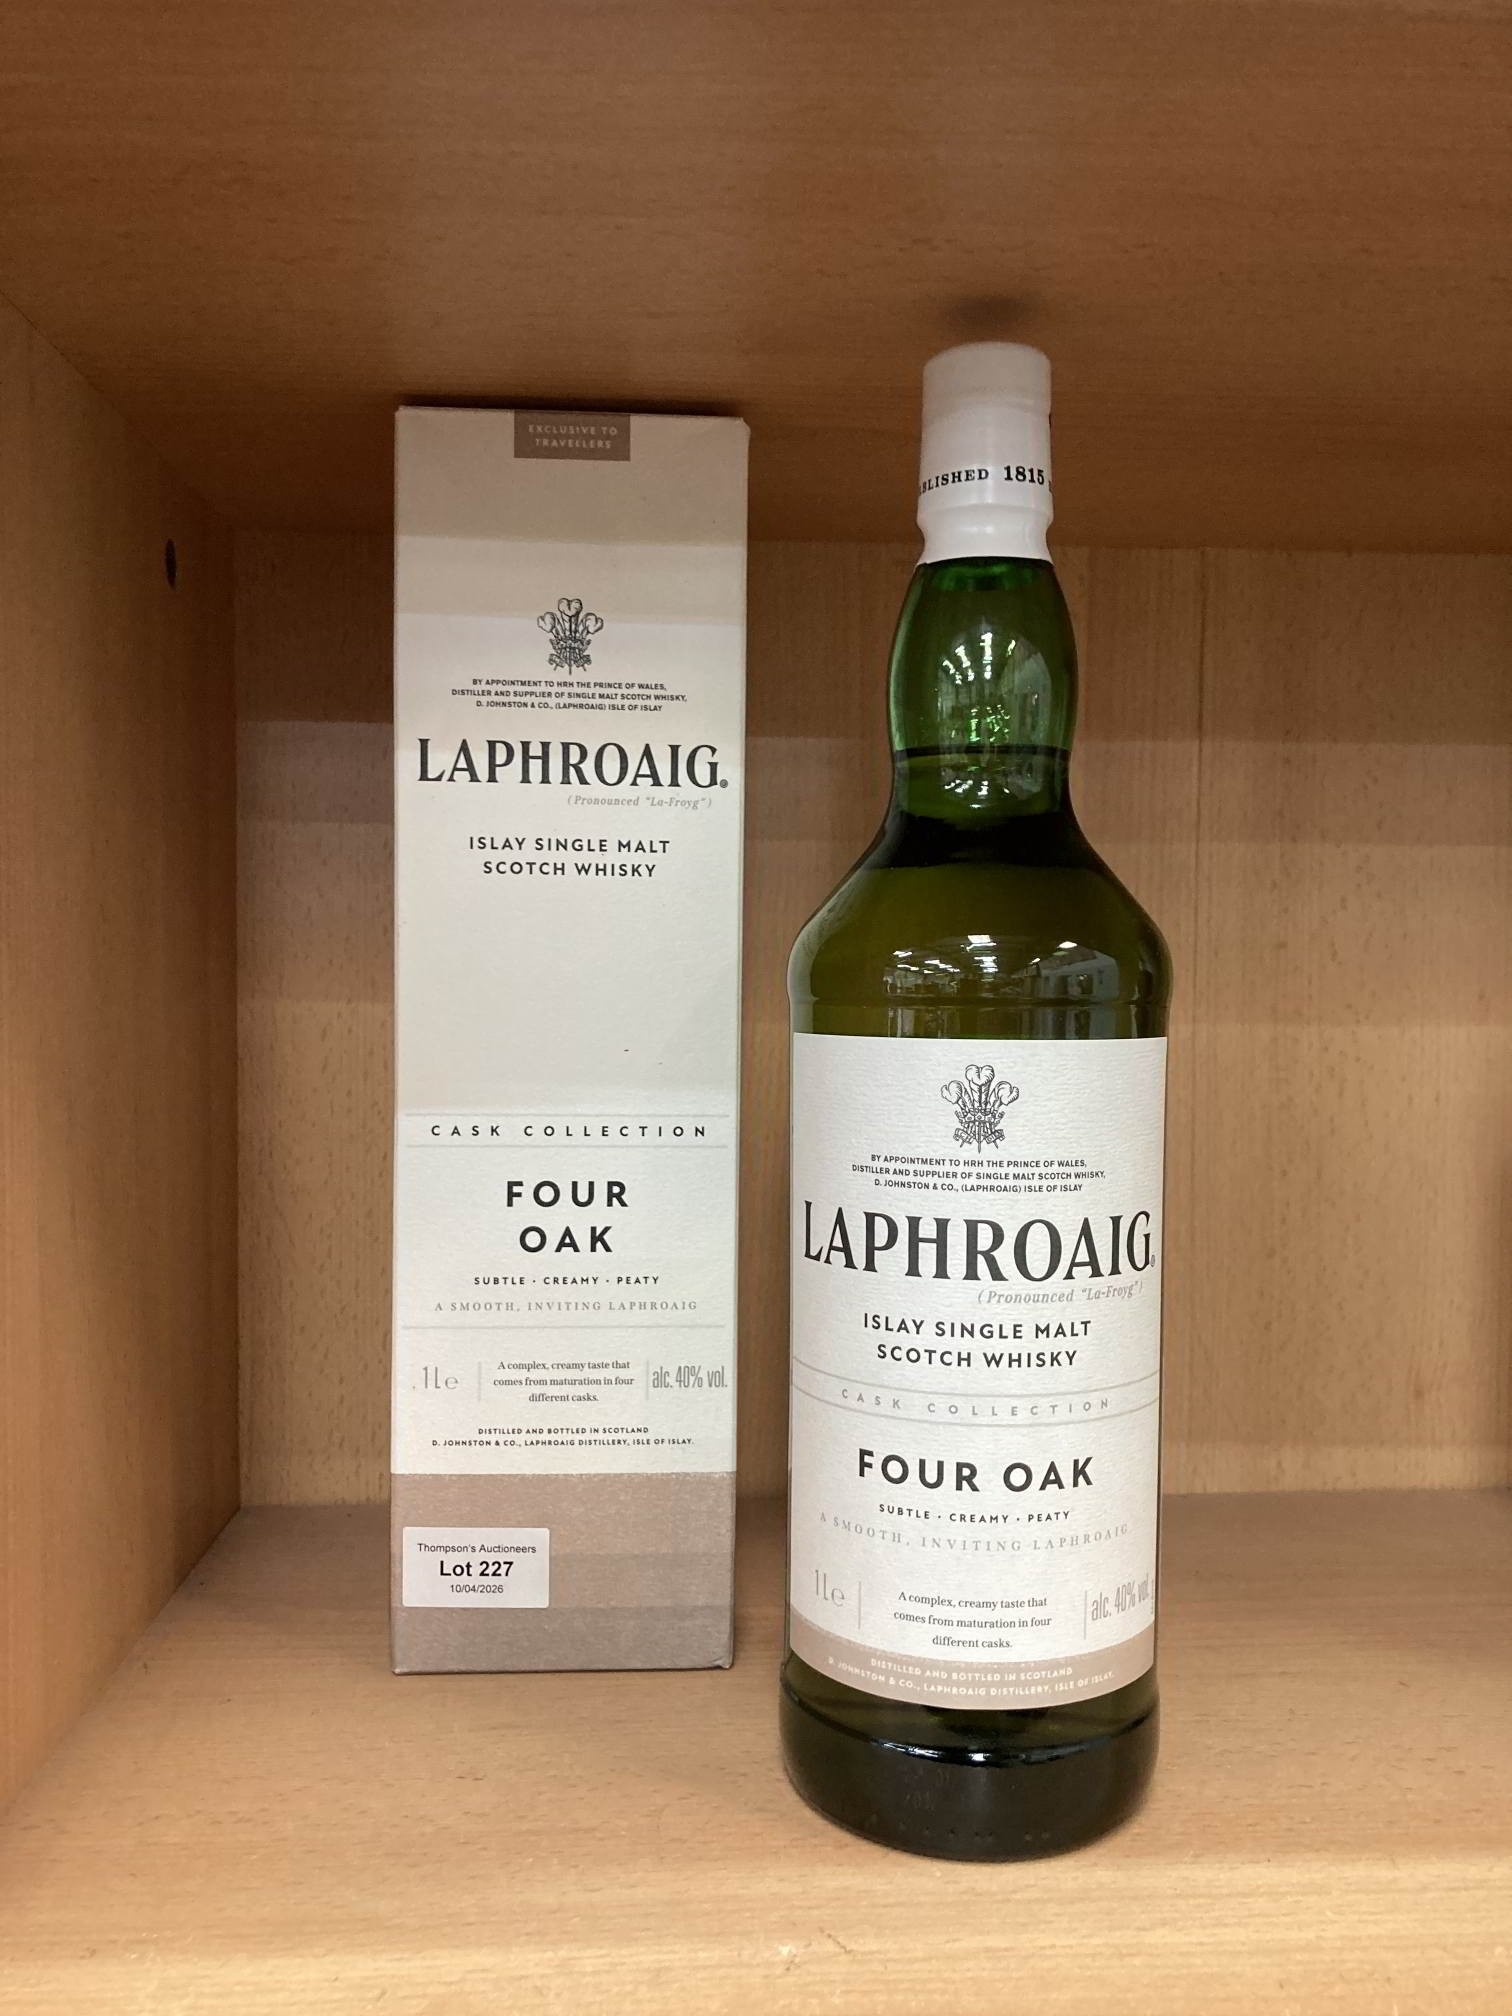 EXCLUSIVE TO
TRAVELLERS
BY APPOINTMENT TO HRH THE PRINCE OF WALES,
DISTILLER AND SUPPLIER OF SINGLE MALT SCOTCH WHISKY,
D. JOHNSTON & CO., (LAPHROAIG) ISLE OF ISLAY
LAPHROAIG®
(Pronounced "La-Froyg")
ISLAY SINGLE MALT
SCOTCH WHISKY
CASK COLLECTION
FOUR
OAK
SUBTLE · CREAMY · PEATY
A SMOOTH, INVITING LAPHROAIG
1L e
A complex, creamy taste that
comes from maturation in four
different casks.
alc. 40% vol.
DISTILLED AND BOTTLED IN SCOTLAND
D. JOHNSTON & CO., LAPHROAIG DISTILLERY, ISLE OF ISLAY.
Thompson's Auctioneers
Lot 227
10/04/2026
BLISHED 1815
BY APPOINTMENT TO HRH THE PRINCE OF WALES,
DISTILLER AND SUPPLIER OF SINGLE MALT SCOTCH WHISKY,
D. JOHNSTON & CO., (LAPHROAIG) ISLE OF ISLAY
LAPHROAIG®
(Pronounced "La-Froyg")
ISLAY SINGLE MALT
SCOTCH WHISKY
CASK COLLECTION
FOUR OAK
SUBTLE · CREAMY · PEATY
A SMOOTH, INVITING LAPHROAIG
1L e
A complex, creamy taste that
comes from maturation in four
different casks.
alc. 40% vol.
DISTILLED AND BOTTLED IN SCOTLAND
D. JOHNSTON & CO., LAPHROAIG DISTILLERY, ISLE OF ISLAY.